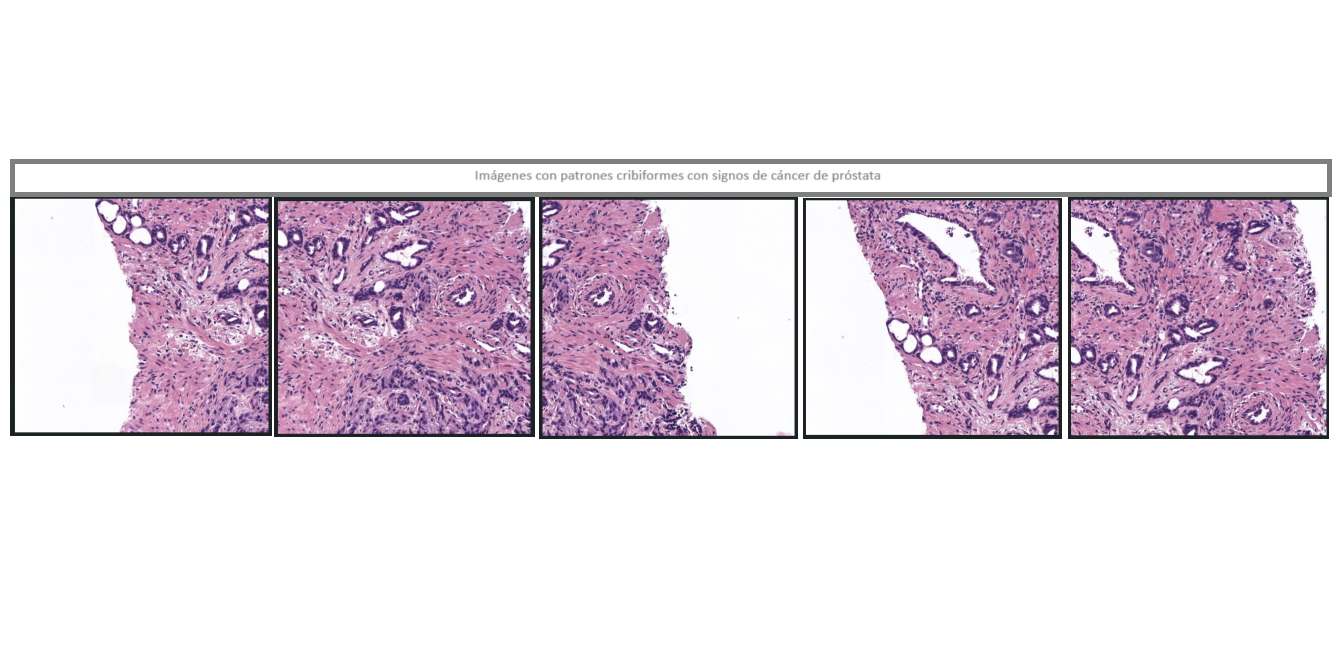 Imágenes con patrones cribiformes con signos de cáncer de próstata